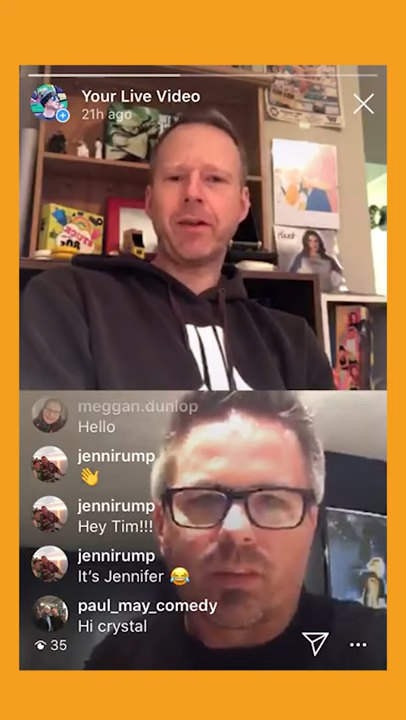 Your Live Video
21h ago
meggan.dunlop
Hello
jennirump
👋
jennirump
Hey Tim!!!
jennirump
It's Jennifer 😂
paul_may_comedy
Hi crystal
35